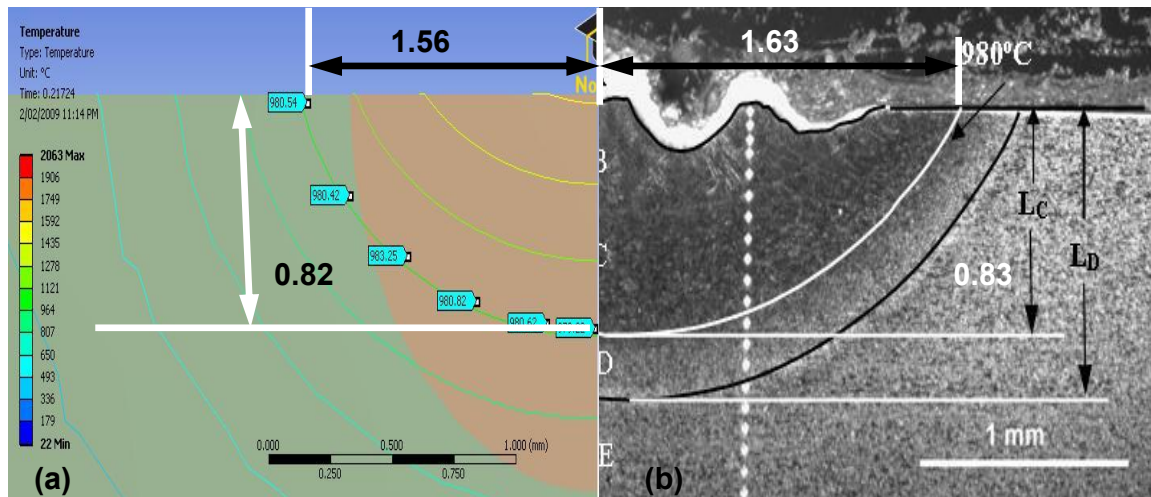 Temperature
Type: Temperature
Unit: °C
Time: 0.21724
2/02/2009 11:14 PM
2063 Max
1906
1749
1592
1435
1278
1121
964
807
650
493
336
179
22 Min
1.56
No
980.54
980.42
983.25
980.82
980.62
0.82
0.000
0.500
1.000 (mm)
0.250
0.750
(a)
1.63
980°C
B
C
D
E
LC
0.83
LD
1 mm
(b)